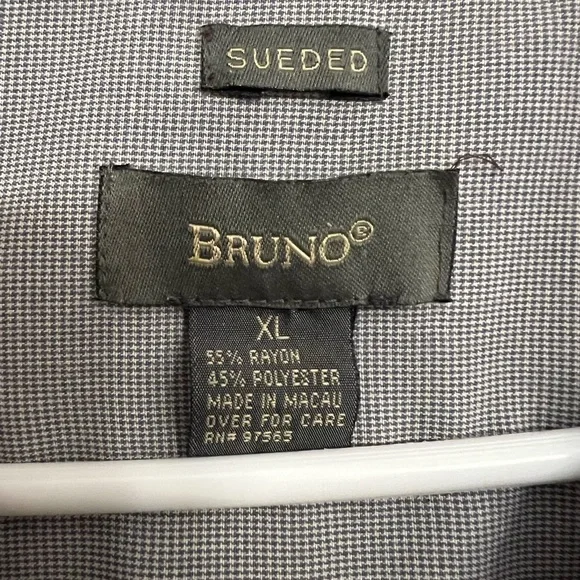 SUEDED
BRUNO®
XL
55% RAYON
45% POLYESTER
MADE IN MACAU
OVER FOR CARE
RN# 97565